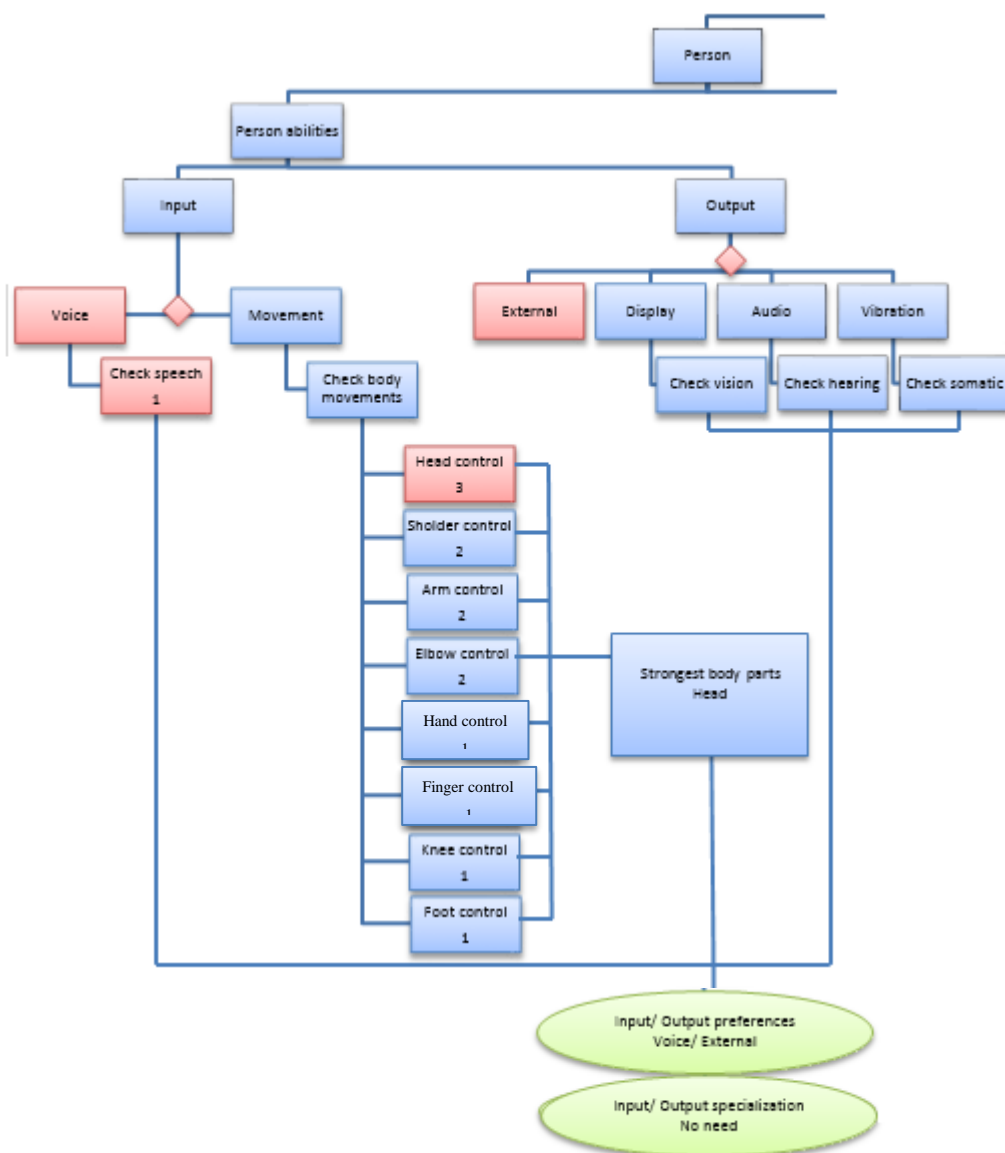 Person
Person abilities
Input
Output
Voice
Movement
External
Display
Audio
Vibration
Check speech
1
Check body
movements
Check vision
Check hearing
Check somatic
Head control
3
Sholder control
2
Arm control
2
Elbow control
2
Hand control
1
Finger control
1
Knee control
1
Foot control
1
Strongest body parts
Head
Input/ Output preferences
Voice/ External
Input/ Output specialization
No need